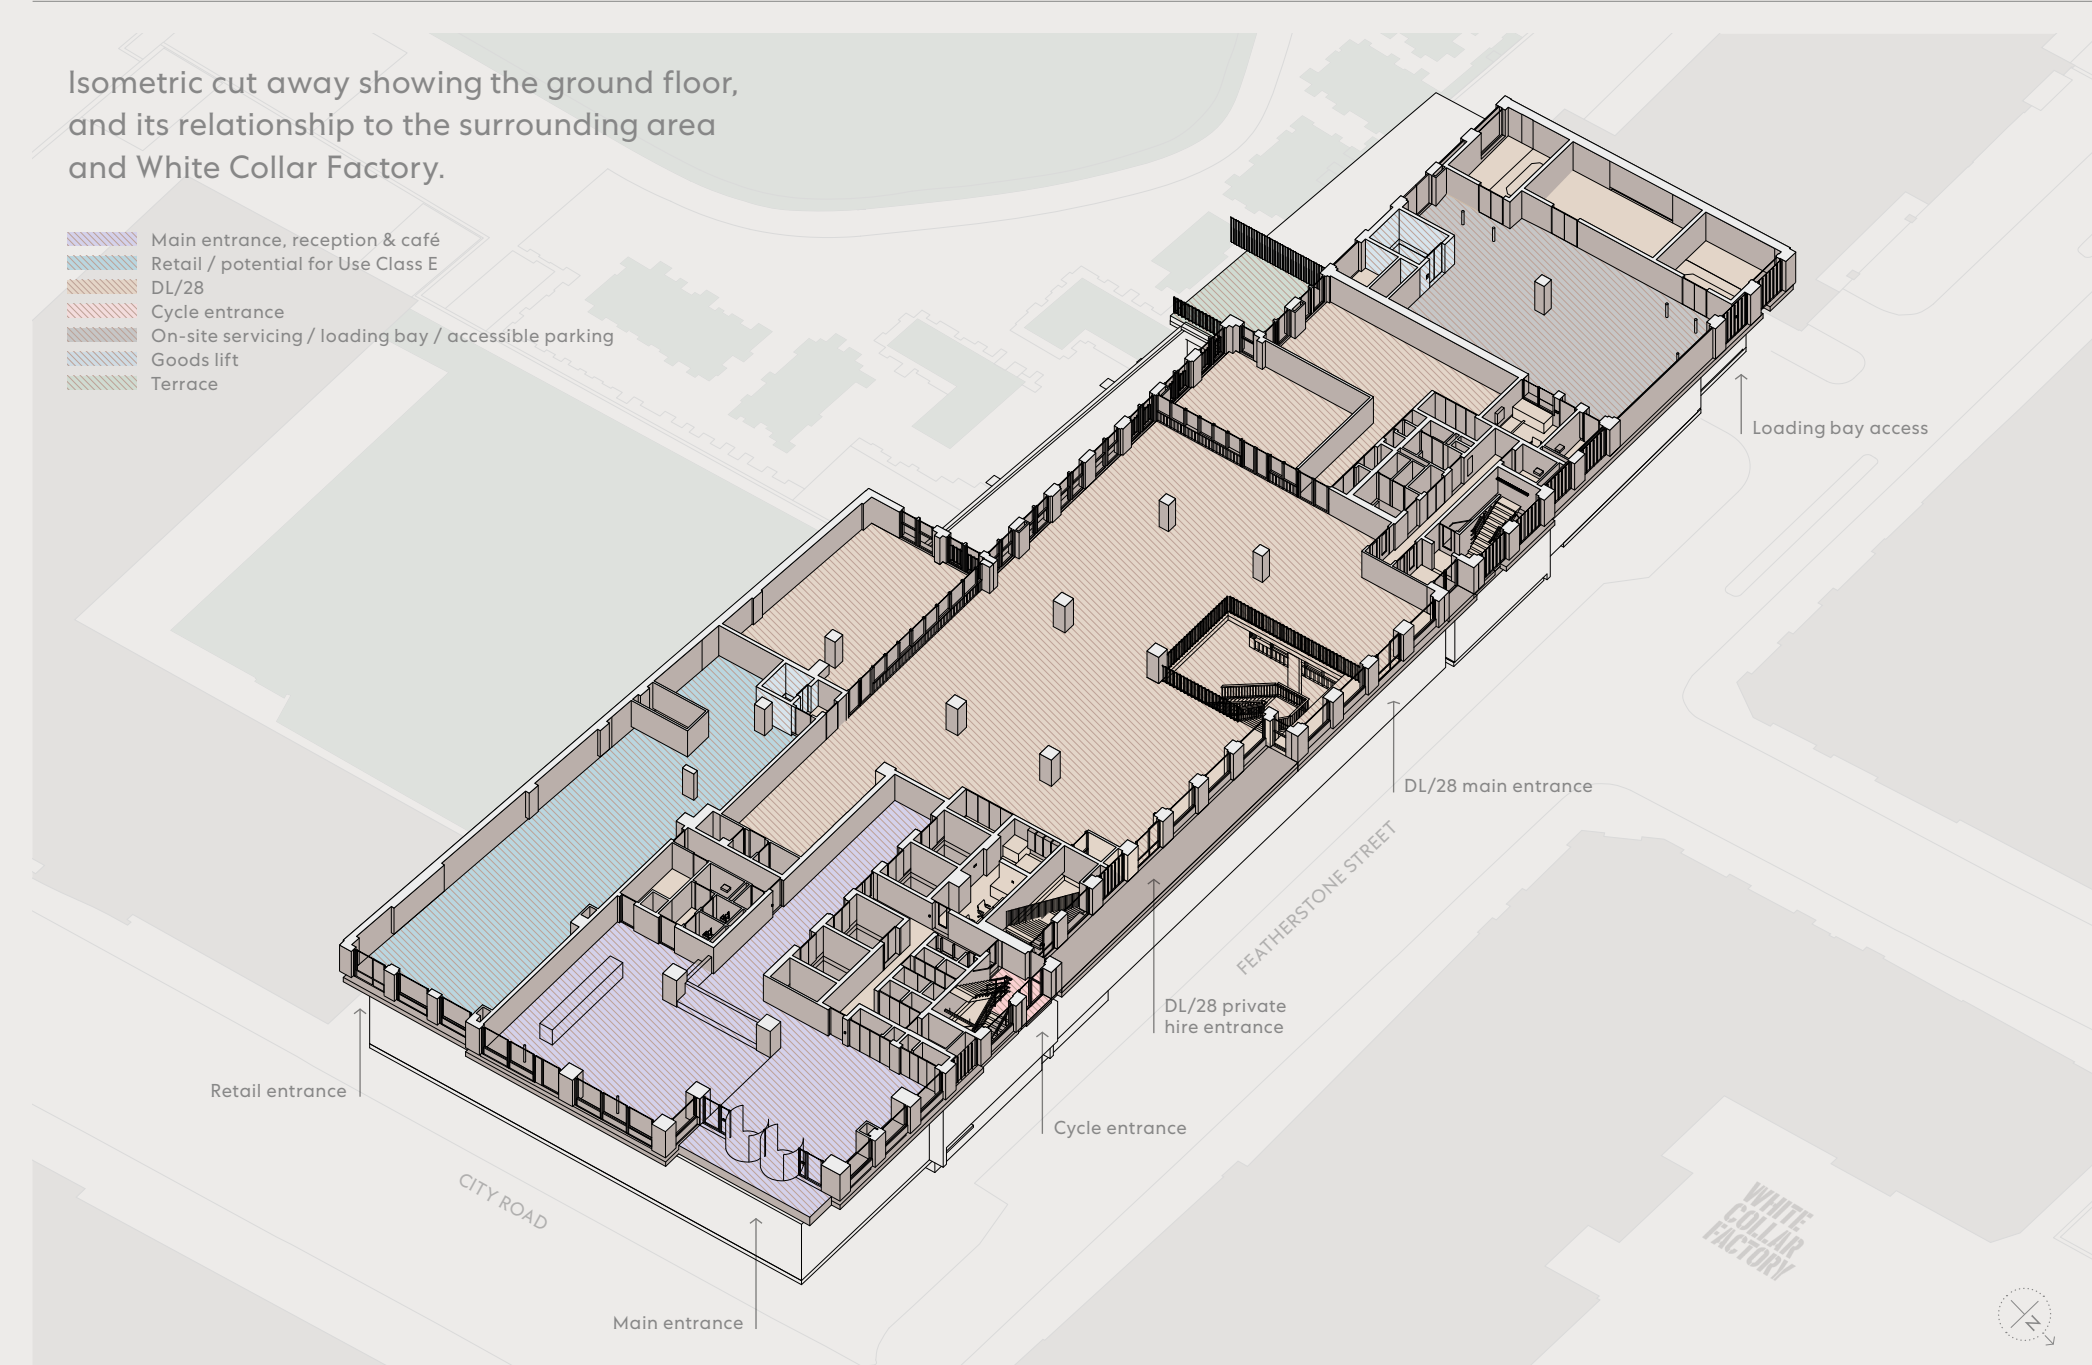 Isometric cut away showing the ground floor,
and its relationship to the surrounding area
and White Collar Factory.
Main entrance, reception & café
Retail / potential for Use Class E
DL/28
Cycle entrance
On-site servicing / loading bay / accessible parking
Goods lift
Terrace
Loading bay access
DL/28 main entrance
FEATHERSTONE STREET
DL/28 private
hire entrance
Retail entrance
Cycle entrance
CITY ROAD
WHITE
COLLAR
FACTORY
Main entrance
N